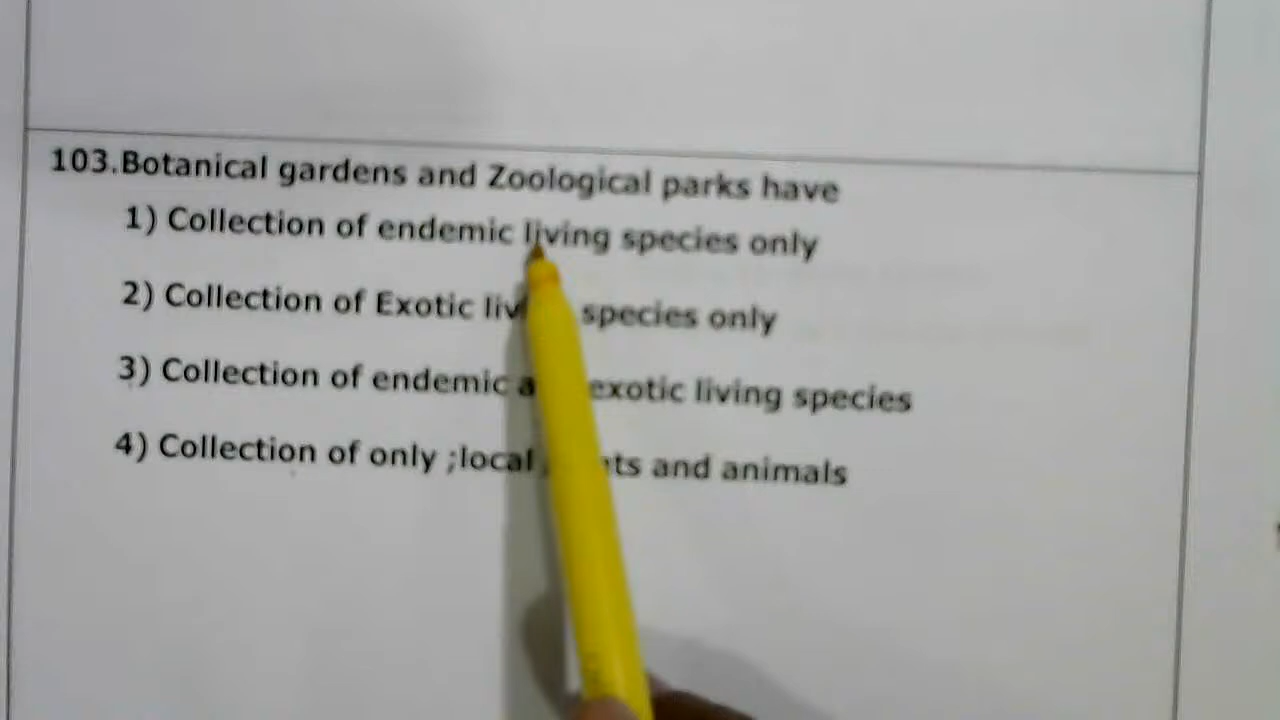 103.Botanical gardens and Zoological parks have
1) Collection of endemic living species only
2) Collection of Exotic species only
3) Collection of endemic exotic living species
4) Collection of only ;local and animals